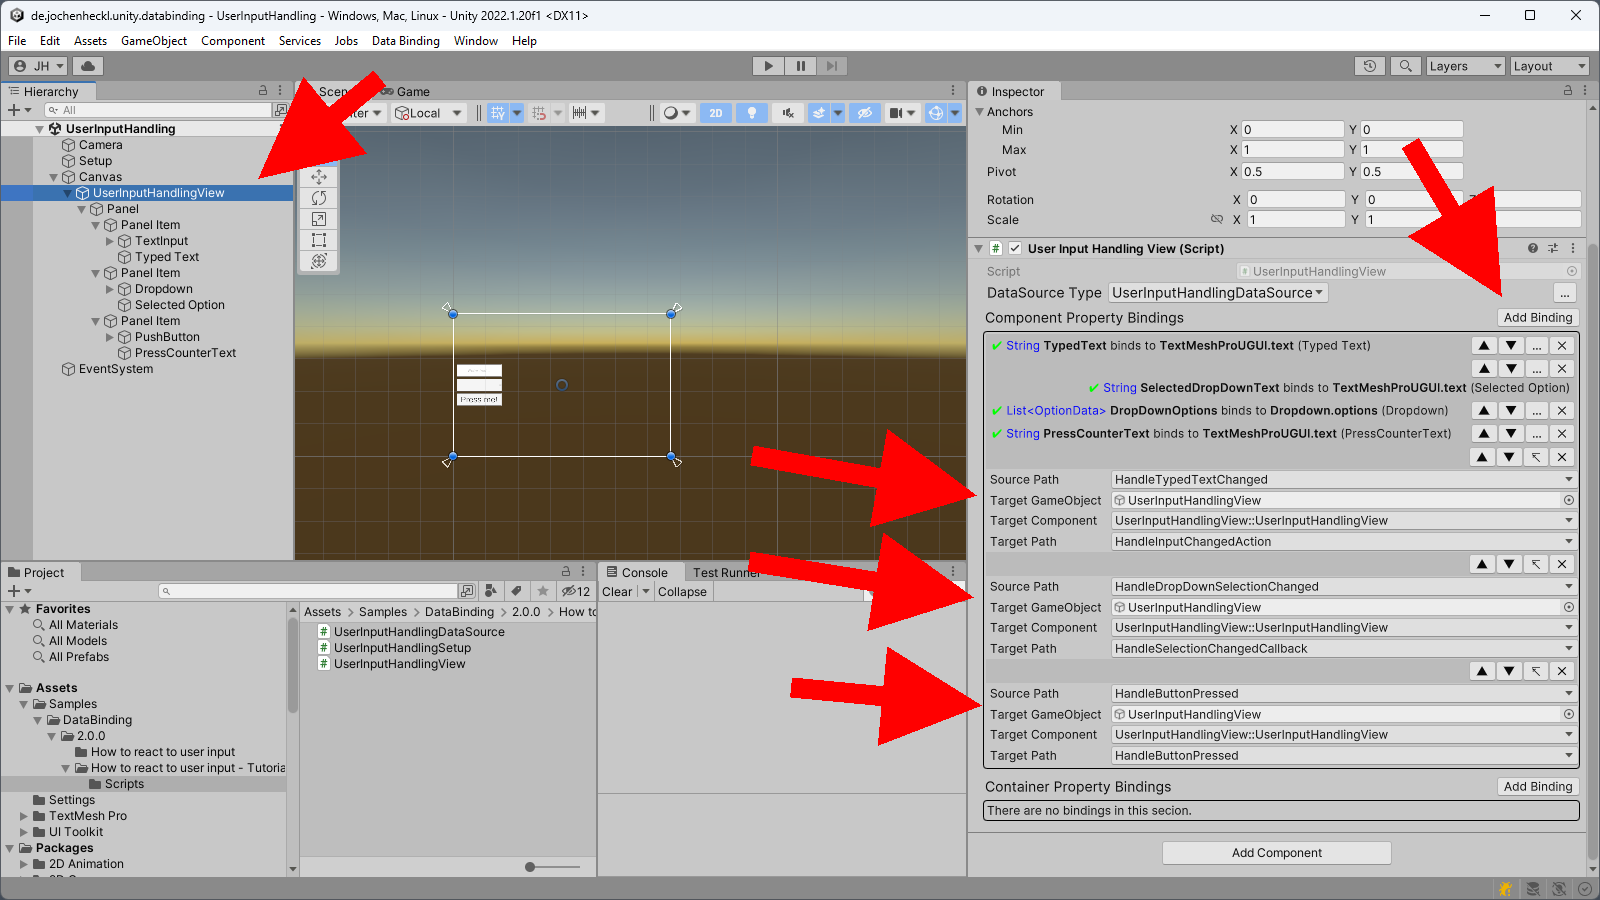 de.jochenheckl.unity.databinding - UserInputHandling - Windows, Mac, Linux - Unity 2022.1.20f1 <DX11>
File Edit Assets GameObject Component Services Jobs Data Binding Window Help
JH
Layers
Layout
Hierarchy
All
UserInputHandling
Camera
Setup
Canvas
UserInputHandlingView
Panel
Panel Item
TextInput
Typed Text
Panel Item
Dropdown
Selected Option
Panel Item
PushButton
PressCounterText
EventSystem
Game
Local
2D
Press me!
Inspector
Anchors
Min X 0 Y 0
Max X 1 Y 1
Pivot X 0.5 Y 0.5
Rotation X 0 Y 0
Scale X 1 Y 1
# User Input Handling View (Script)
Script # UserInputHandlingView
DataSource Type UserInputHandlingDataSource ...
Component Property Bindings Add Binding
String TypedText binds to TextMeshProUGUI.text (Typed Text) ...
...
String SelectedDropDownText binds to TextMeshProUGUI.text (Selected Option)
List<OptionData> DropDownOptions binds to Dropdown.options (Dropdown) ...
String PressCounterText binds to TextMeshProUGUI.text (PressCounterText) ...
Source Path HandleTypedTextChanged
Target GameObject UserInputHandlingView
Target Component UserInputHandlingView::UserInputHandlingView
Target Path HandleInputChangedAction
Source Path HandleDropDownSelectionChanged
Target GameObject UserInputHandlingView
Target Component UserInputHandlingView::UserInputHandlingView
Target Path HandleSelectionChangedCallback
Source Path HandleButtonPressed
Target GameObject UserInputHandlingView
Target Component UserInputHandlingView::UserInputHandlingView
Target Path HandleButtonPressed
Container Property Bindings Add Binding
There are no bindings in this secion.
Add Component
Project
12
Favorites
All Materials
All Models
All Prefabs
Assets
Samples
DataBinding
2.0.0
How to react to user input
How to react to user input - Tutoria
Scripts
Settings
TextMesh Pro
UI Toolkit
Packages
2D Animation
Assets > Samples > DataBinding > 2.0.0 > How to
# UserInputHandlingDataSource
# UserInputHandlingSetup
# UserInputHandlingView
Console
Test Runner
Clear
Collapse